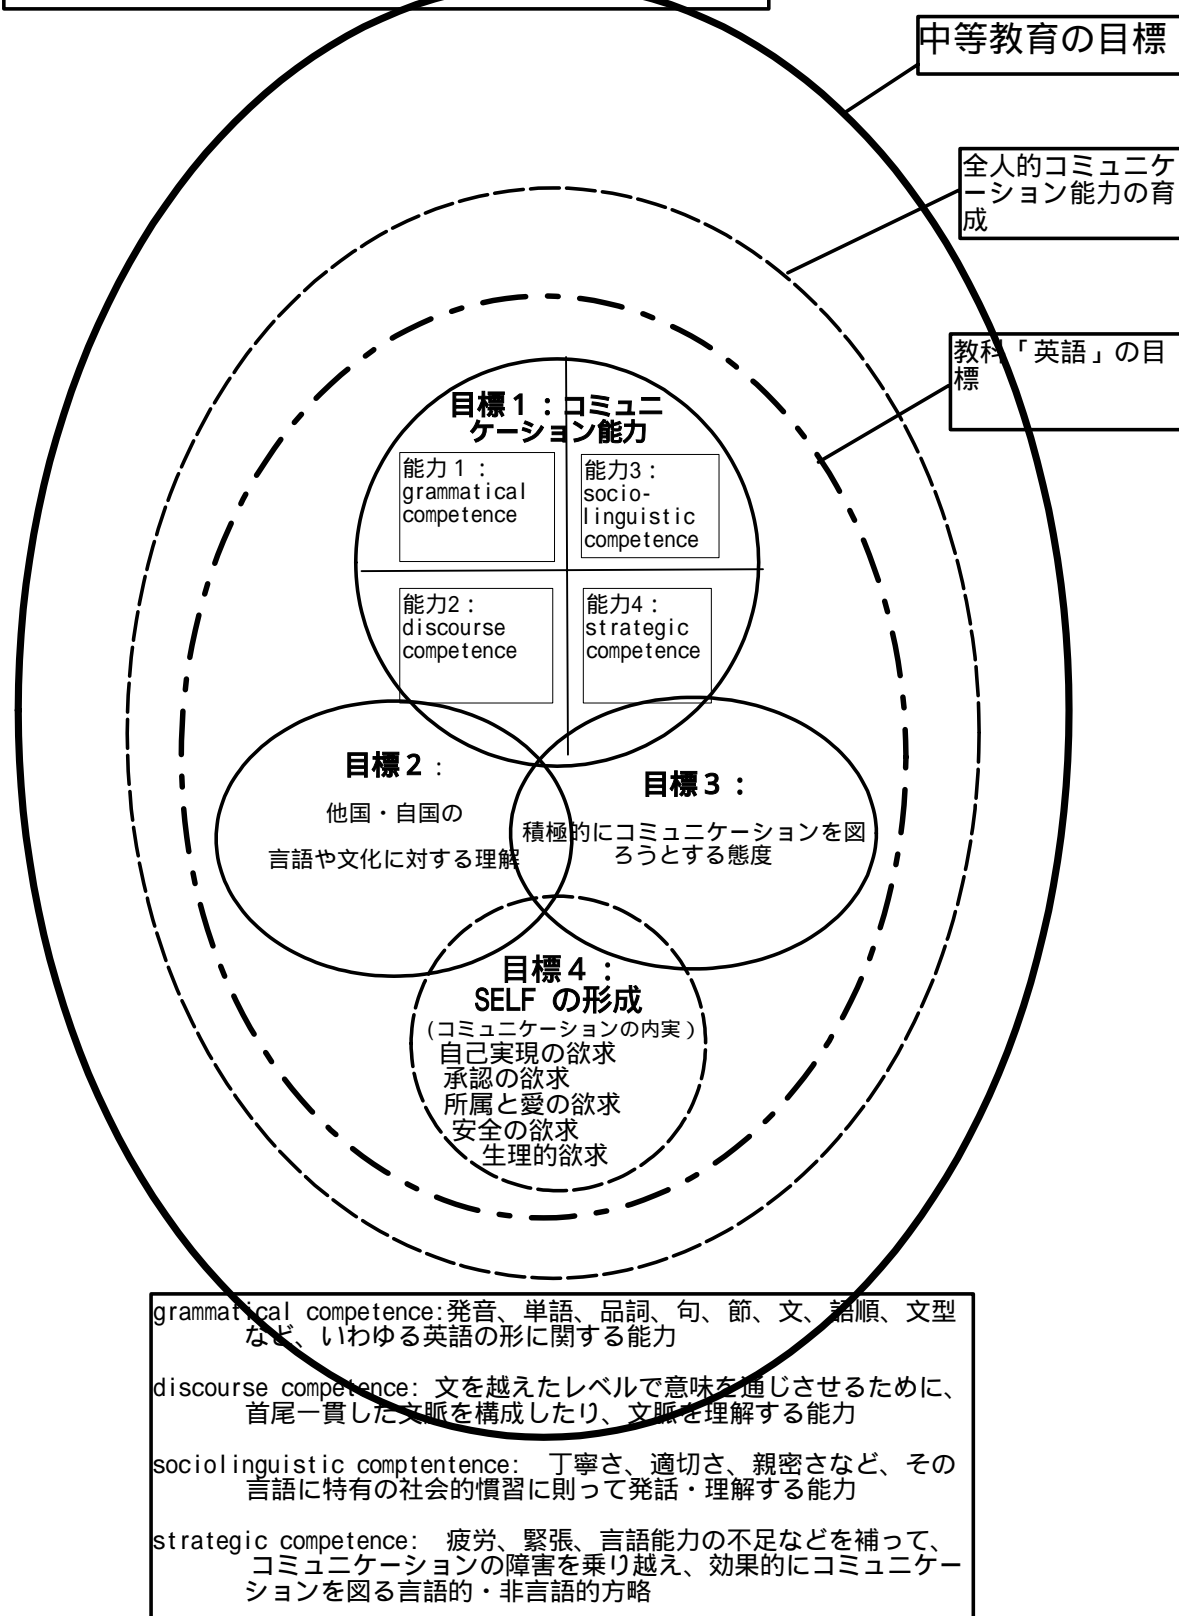 中等教育の目標
全人的コミュニケ
ーション能力の育
成
教科「英語」の目
標
目標１：コミュニ
ケーション能力
能力１：
grammatical
competence
能力3：
socio-
linguistic
competence
能力2：
discourse
competence
能力4：
strategic
competence
目標２：
他国・自国の
言語や文化に対する理解
目標３：
積極的にコミュニケーションを図
ろうとする態度
目標４：
SELF の形成
(コミュニケーションの内実)
自己実現の欲求
承認の欲求
所属と愛の欲求
安全の欲求
生理的欲求
grammatical competence:発音、単語、品詞、句、節、文、語順、文型
など、いわゆる英語の形に関する能力
discourse competence: 文を越えたレベルで意味を通じさせるために、
首尾一貫した文脈を構成したり、文脈を理解する能力
sociolinguistic comptentence: 丁寧さ、適切さ、親密さなど、その
言語に特有の社会的慣習に則って発話・理解する能力
strategic competence: 疲労、緊張、言語能力の不足などを補って、
コミュニケーションの障害を乗り越え、効果的にコミュニケー
ションを図る言語的・非言語的方略